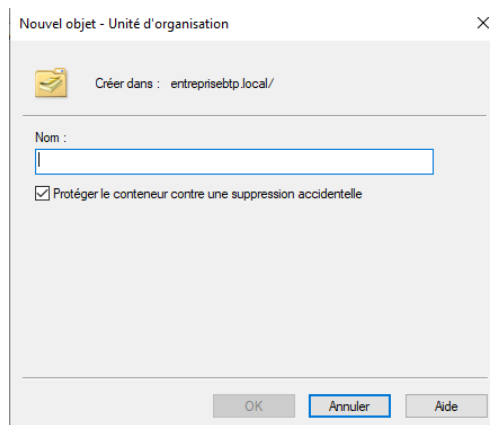 Nouvel objet - Unité d'organisation
Créer dans : entreprisebtp.local/
Nom :
Protéger le conteneur contre une suppression accidentelle
OK Annuler Aide